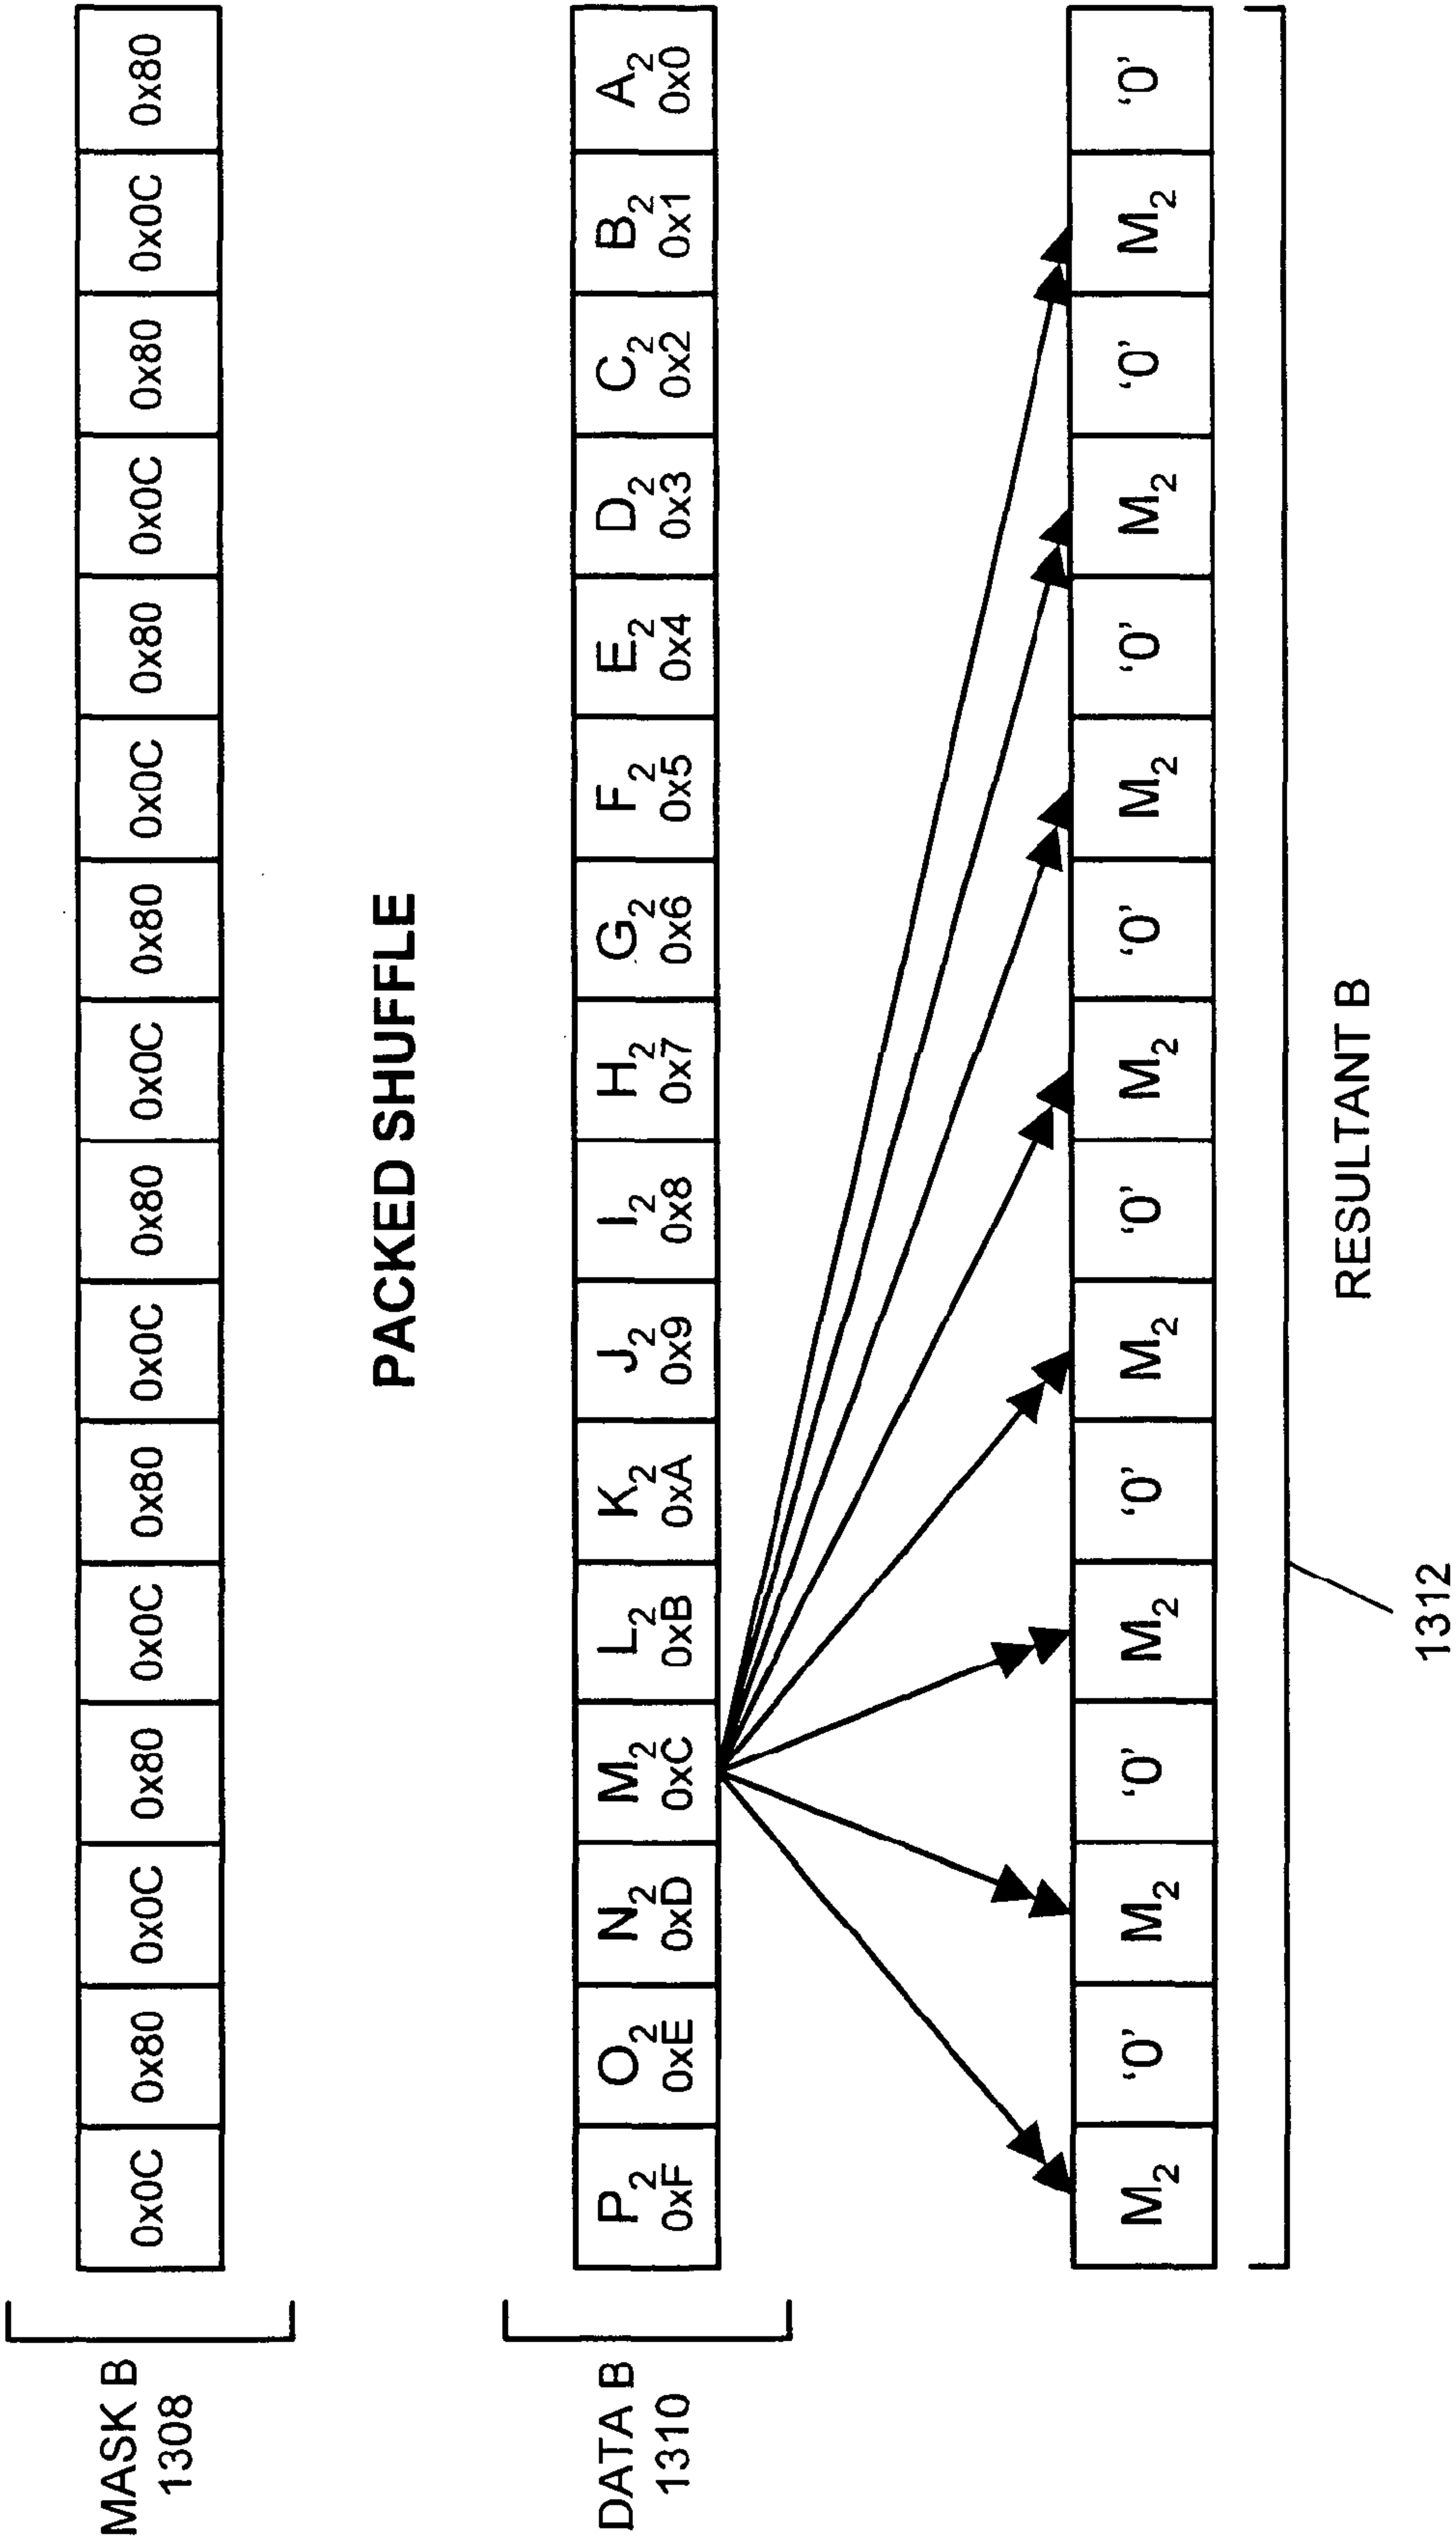 MASK B
1308
0x0C 0x80 0x0C 0x80 0x0C 0x80 0x0C 0x80 0x0C 0x80 0x0C 0x80 0x0C 0x80 0x0C 0x80
PACKED SHUFFLE
DATA B
1310
P2 O2 N2 M2 L2 K2 J2 I2 H2 G2 F2 E2 D2 C2 B2 A2
0xF 0xE 0xD 0xC 0xB 0xA 0x9 0x8 0x7 0x6 0x5 0x4 0x3 0x2 0x1 0x0
M2 '0' M2 '0' M2 '0' M2 '0' M2 '0' M2 '0' M2 '0' M2 '0'
RESULTANT B
1312